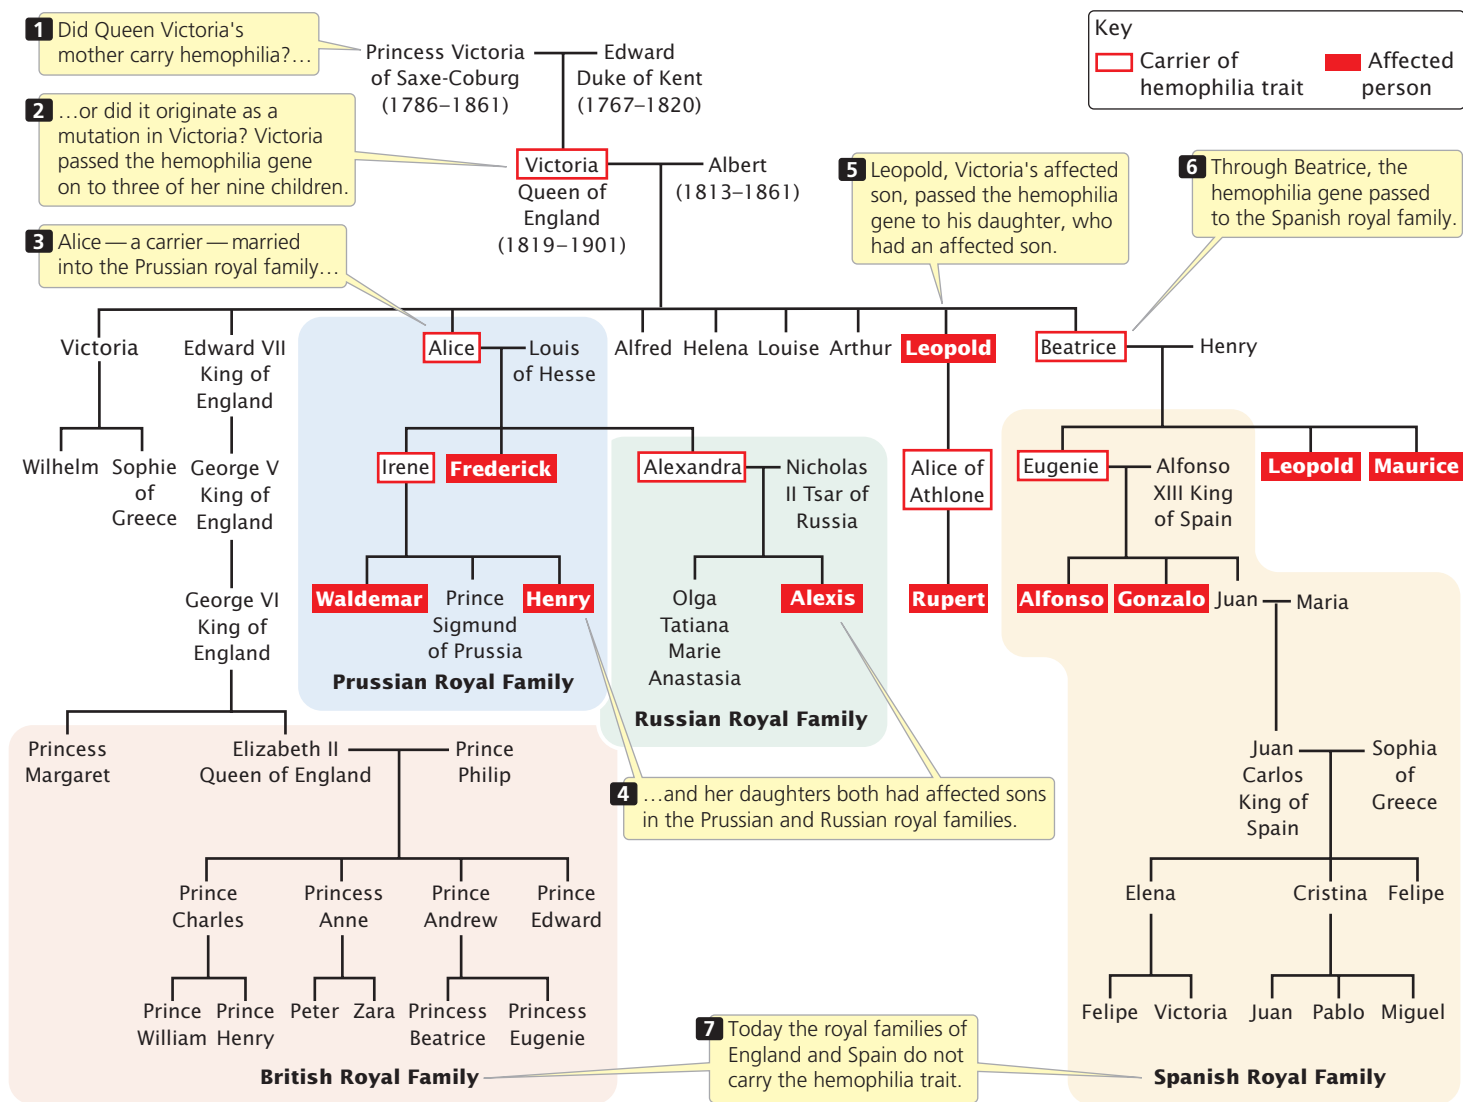 1 Did Queen Victoria's
mother carry hemophilia?…
Princess Victoria
of Saxe-Coburg
(1786–1861)
Edward
Duke of Kent
(1767–1820)
Key
Carrier of
hemophilia trait
Affected
person
2 …or did it originate as a
mutation in Victoria? Victoria
passed the hemophilia gene
on to three of her nine children.
Victoria
Queen of
England
(1819–1901)
Albert
(1813–1861)
5 Leopold, Victoria's affected
son, passed the hemophilia
gene to his daughter, who
had an affected son.
6 Through Beatrice, the
hemophilia gene passed
to the Spanish royal family.
3 Alice — a carrier — married
into the Prussian royal family…
Victoria
Edward VII
King of
England
Alice
Louis
of Hesse
Alfred
Helena
Louise
Arthur
Leopold
Beatrice
Henry
Wilhelm
Sophie
of
Greece
George V
King of
England
Irene
Frederick
Alexandra
Nicholas
II Tsar of
Russia
Alice of
Athlone
Eugenie
Alfonso
XIII King
of Spain
Leopold
Maurice
George VI
King of
England
Waldemar
Prince
Sigmund
of Prussia
Henry
Olga
Tatiana
Marie
Anastasia
Alexis
Rupert
Alfonso
Gonzalo
Juan
Maria
Prussian Royal Family
Russian Royal Family
Princess
Margaret
Elizabeth II
Queen of England
Prince
Philip
4 …and her daughters both had affected sons
in the Prussian and Russian royal families.
Juan
Carlos
King of
Spain
Sophia
of
Greece
Prince
Charles
Princess
Anne
Prince
Andrew
Prince
Edward
Elena
Cristina
Felipe
Prince
William
Prince
Henry
Peter
Zara
Princess
Beatrice
Princess
Eugenie
Felipe
Victoria
Juan
Pablo
Miguel
British Royal Family
7 Today the royal families of
England and Spain do not
carry the hemophilia trait.
Spanish Royal Family